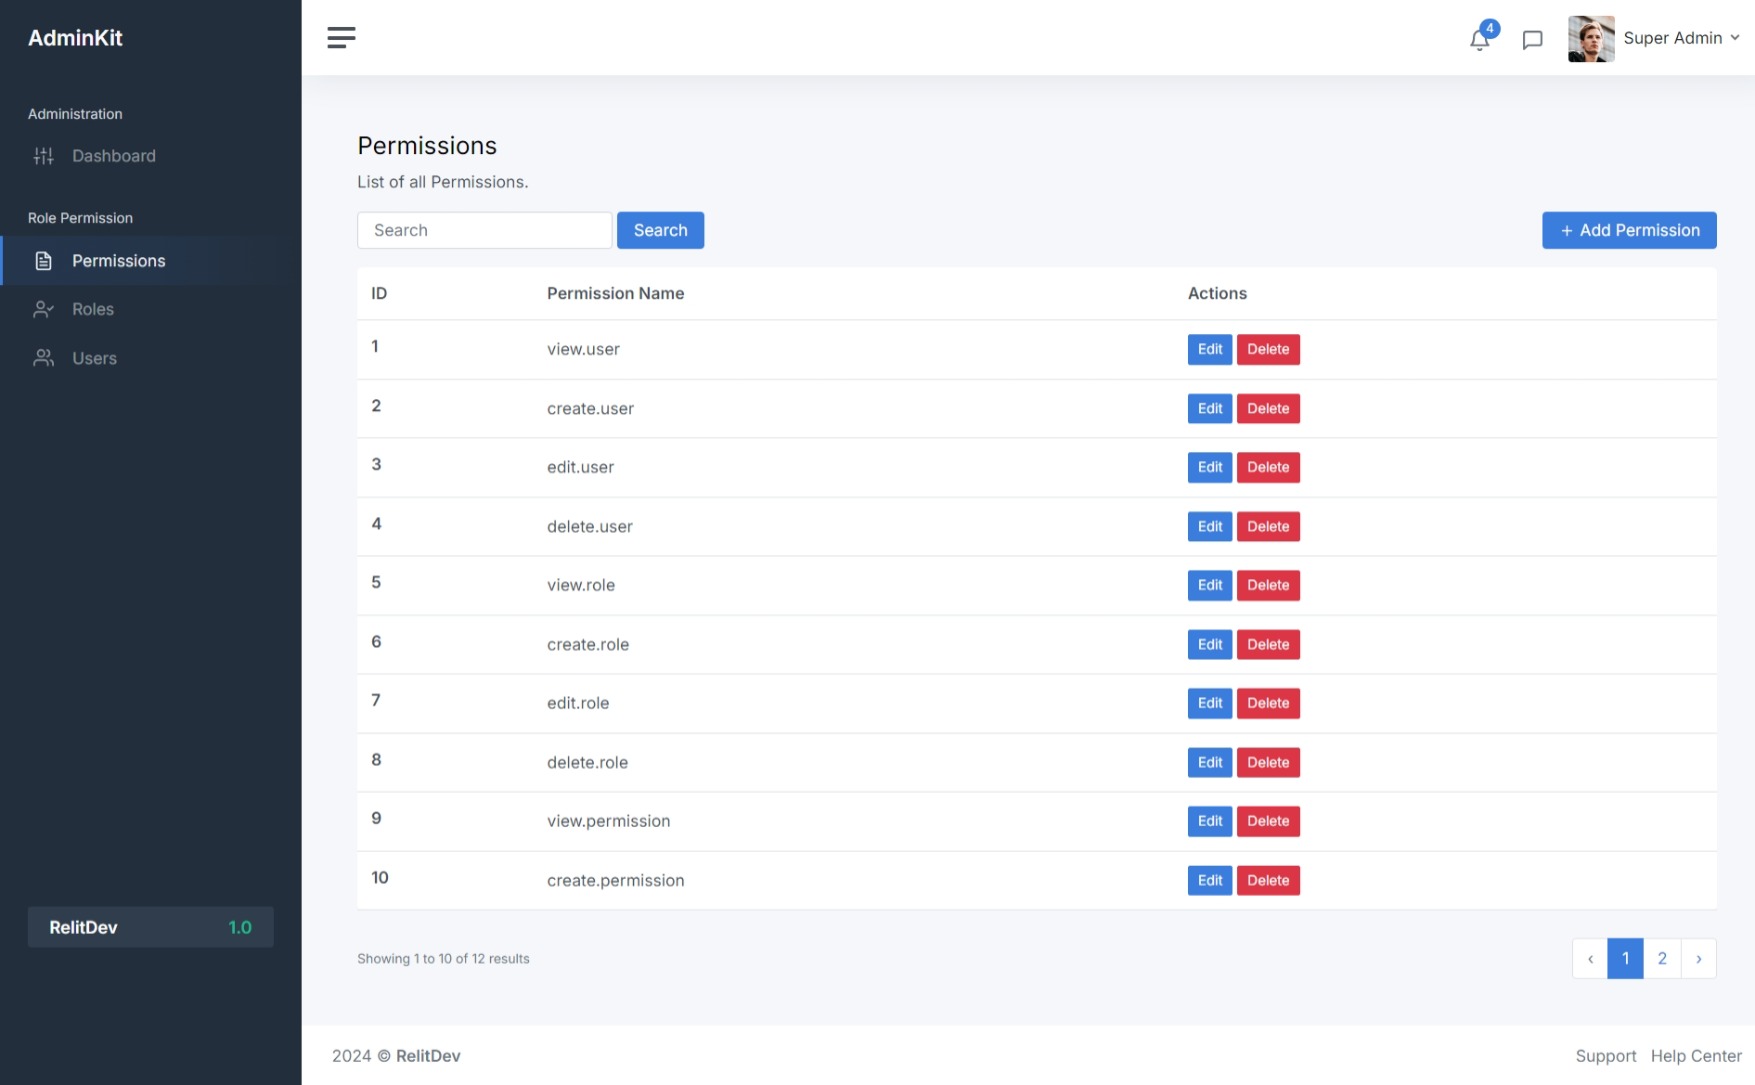 AdminKit
Administration
Dashboard
Role Permission
Permissions
Roles
Users
RelitDev 1.0
4
Super Admin
Permissions
List of all Permissions.
Search Search + Add Permission
ID Permission Name Actions
1 view.user Edit Delete
2 create.user Edit Delete
3 edit.user Edit Delete
4 delete.user Edit Delete
5 view.role Edit Delete
6 create.role Edit Delete
7 edit.role Edit Delete
8 delete.role Edit Delete
9 view.permission Edit Delete
10 create.permission Edit Delete
Showing 1 to 10 of 12 results ‹ 1 2 ›
2024 © RelitDev Support Help Center